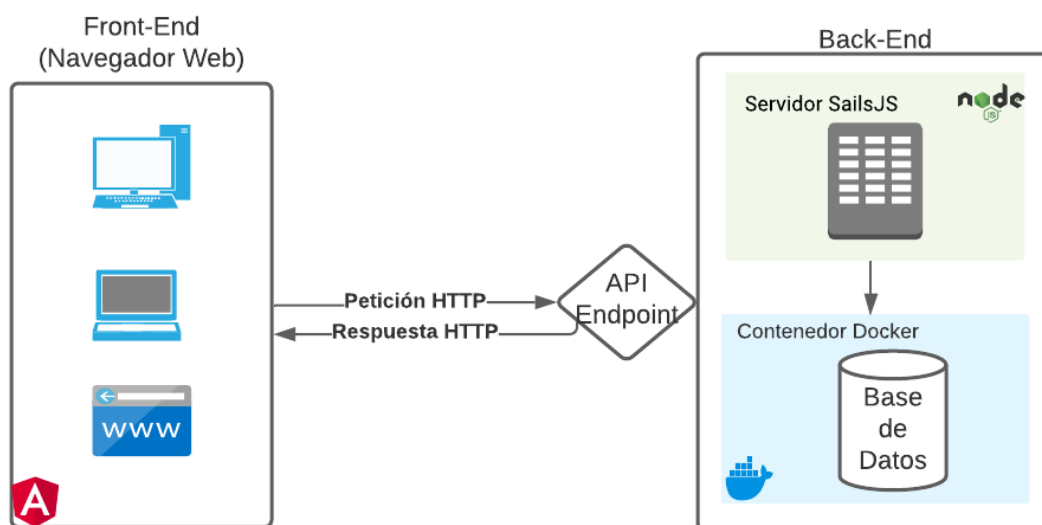 Front-End
(Navegador Web)
www
A
Petición HTTP
Respuesta HTTP
API
Endpoint
Back-End
Servidor SailsJS
node
JS
Contenedor Docker
Base
de
Datos